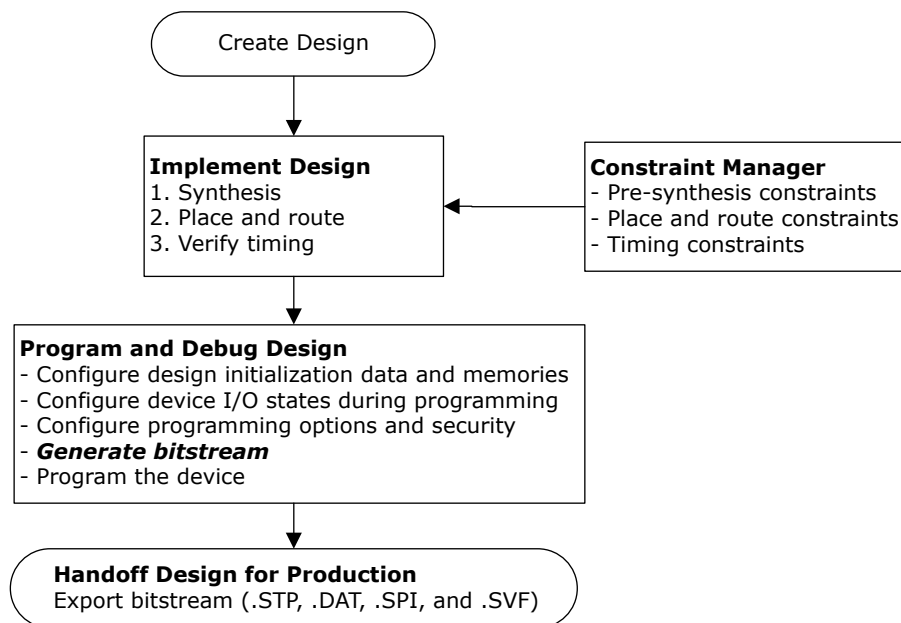 Create Design
Implement Design
1. Synthesis
2. Place and route
3. Verify timing
Constraint Manager
- Pre-synthesis constraints
- Place and route constraints
- Timing constraints
Program and Debug Design
- Configure design initialization data and memories
- Configure device I/O states during programming
- Configure programming options and security
- Generate bitstream
- Program the device
Handoff Design for Production
Export bitstream (.STP, .DAT, .SPI, and .SVF)